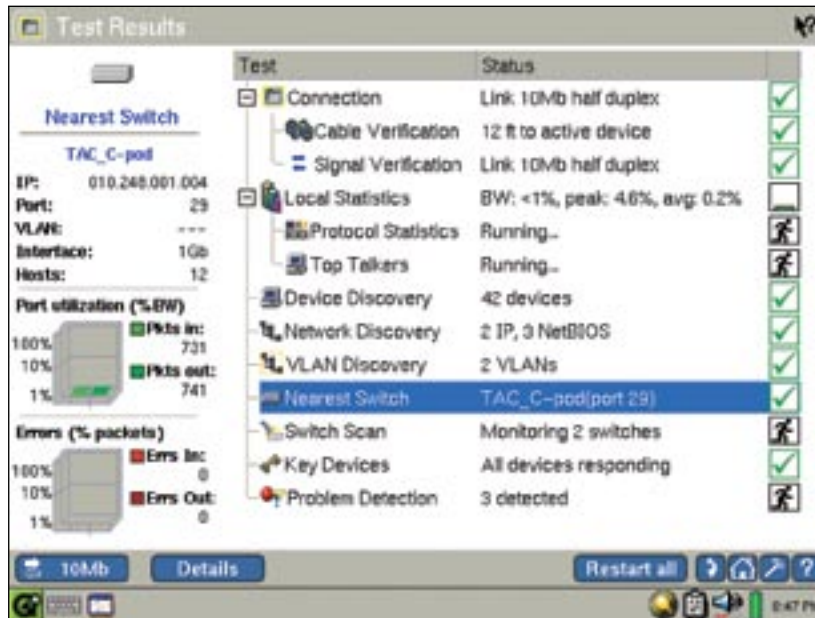 Test Results
Nearest Switch
TAC_C-pod
IP: 010.248.001.004
Port: 29
VLAN: ---
Interface: 1Gb
Hosts: 12
Port utilization (%BW)
100%
10%
1%
Pkts in:
731
Pkts out:
741
Errors (% packets)
100%
10%
1%
Errs In:
0
Errs Out:
0
Test Status
Connection Link 10Mb half duplex
Cable Verification 12 ft to active device
Signal Verification Link 10Mb half duplex
Local Statistics BW: <1%, peak: 4.6%, avg: 0.2%
Protocol Statistics Running...
Top Talkers Running...
Device Discovery 42 devices
Network Discovery 2 IP, 3 NetBIOS
VLAN Discovery 2 VLANs
Nearest Switch TAC_C-pod(port 29)
Switch Scan Monitoring 2 switches
Key Devices All devices responding
Problem Detection 3 detected
10Mb Details Restart all ?
8:47 PM